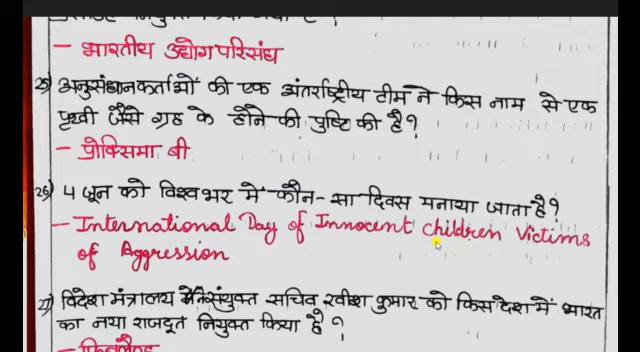 - भारतीय उद्योग परिसंघ
25) अनुसंधानकर्ताओं की एक अंतर्राष्ट्रीय टीम ने किस नाम से एक
पृथ्वी जैसे ग्रह के होने की पुष्टि की है?
- प्रोक्सिमा बी
26) 4 जून को विश्वभर में कौन-सा दिवस मनाया जाता है?
- International Day of Innocent children Victims
of Aggression
27) विदेश मंत्रालय में संयुक्त सचिव रवीश कुमार को किस देश में भारत
का नया राजदूत नियुक्त किया है?
- फिनलैण्ड